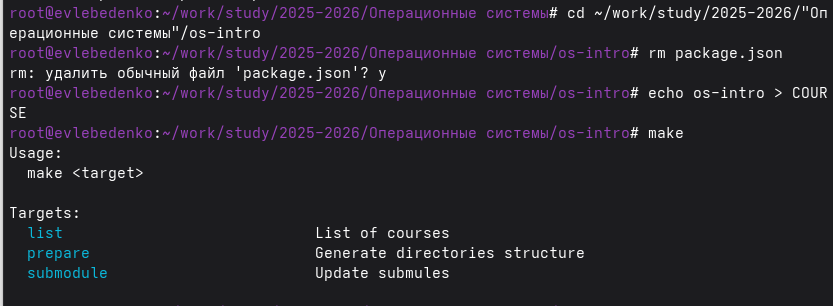 root@evlebedenko:~/work/study/2025-2026/Операционные системы# cd ~/work/study/2025-2026/"Оп
ерационные системы"/os-intro
root@evlebedenko:~/work/study/2025-2026/Операционные системы/os-intro# rm package.json
rm: удалить обычный файл 'package.json'? y
root@evlebedenko:~/work/study/2025-2026/Операционные системы/os-intro# echo os-intro > COUR
SE
root@evlebedenko:~/work/study/2025-2026/Операционные системы/os-intro# make
Usage:
  make <target>

Targets:
  list                            List of courses
  prepare                         Generate directories structure
  submodule                       Update submules